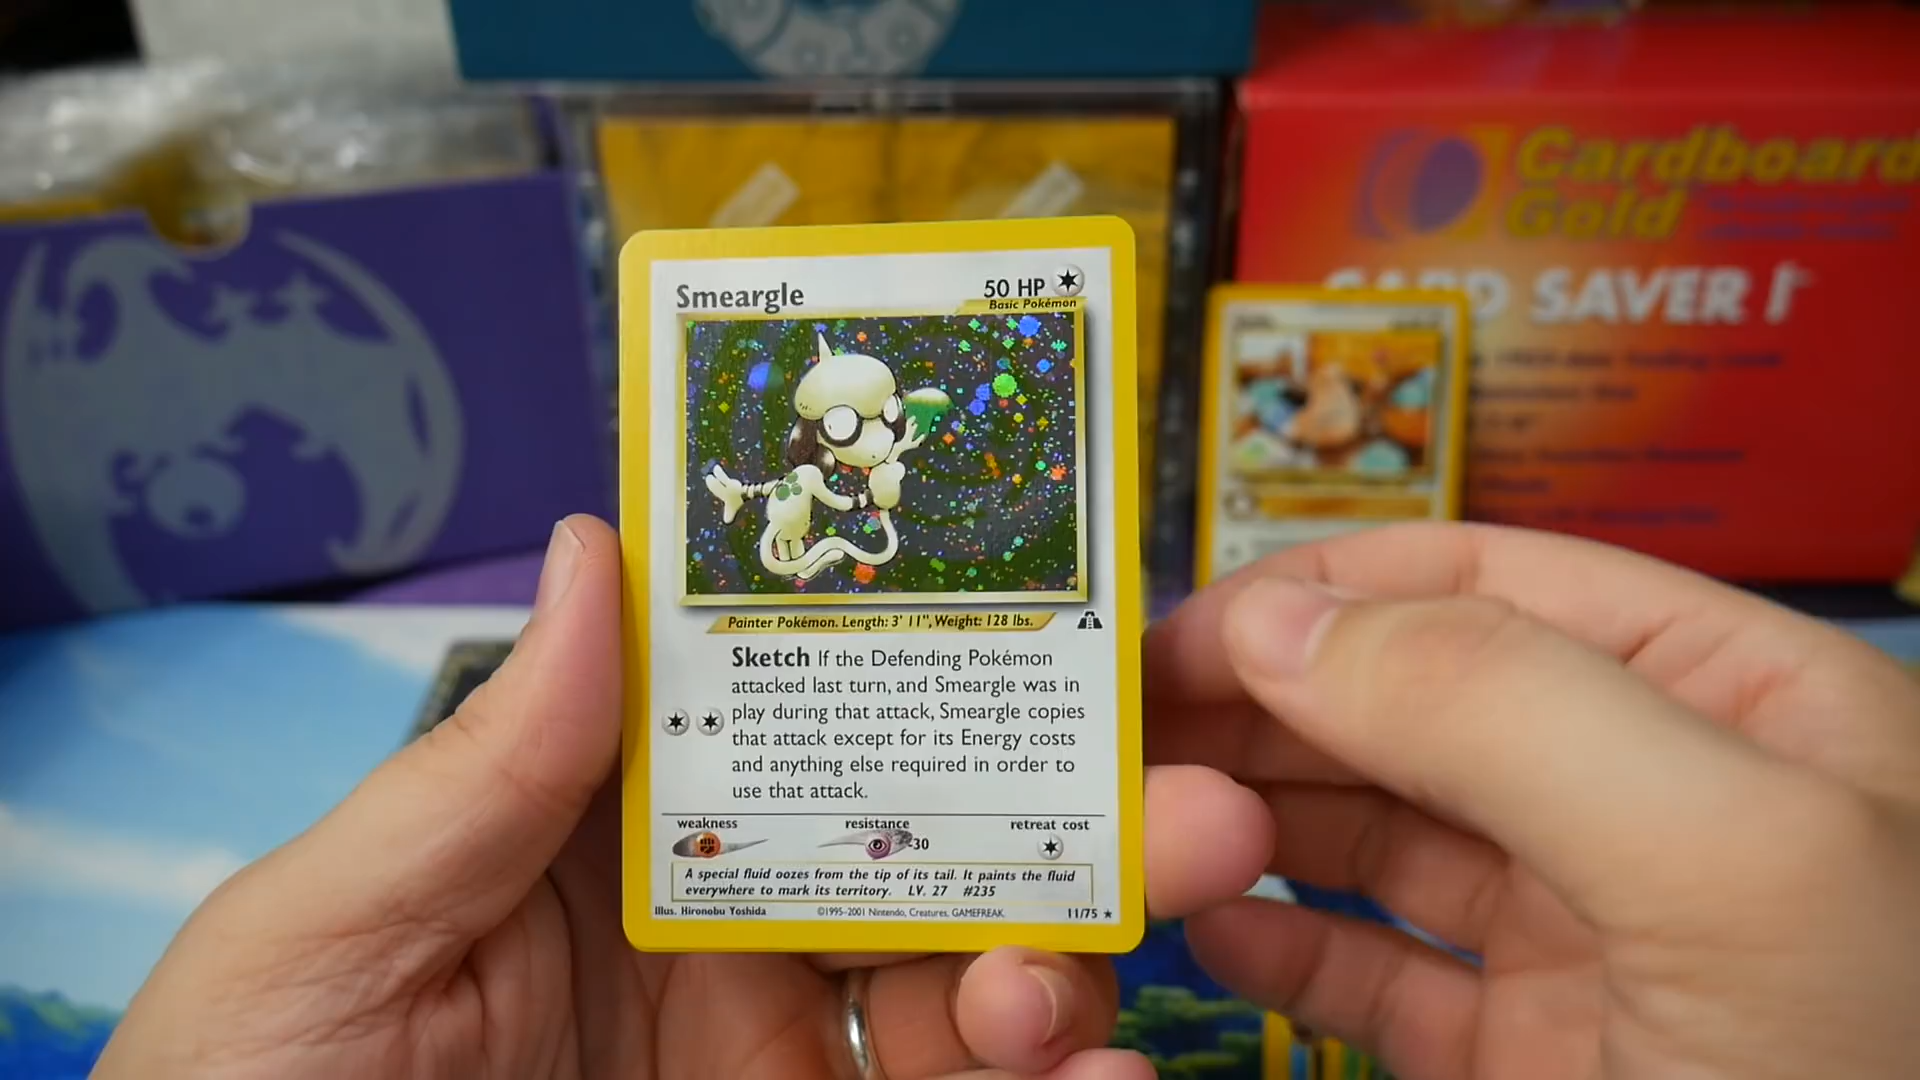 Cardboard
Gold
CARD SAVER 1
Smeargle
50 HP
Basic Pokémon
Painter Pokémon. Length: 3' 11", Weight: 128 lbs.
Sketch If the Defending Pokémon
attacked last turn, and Smeargle was in
play during that attack, Smeargle copies
that attack except for its Energy costs
and anything else required in order to
use that attack.
weakness resistance retreat cost
-30
A special fluid oozes from the tip of its tail. It paints the fluid
everywhere to mark its territory. LV. 27 #235
Illus. Hironobu Yoshida ©1995-2001 Nintendo, Creatures, GAMEFREAK. 11/75 ★